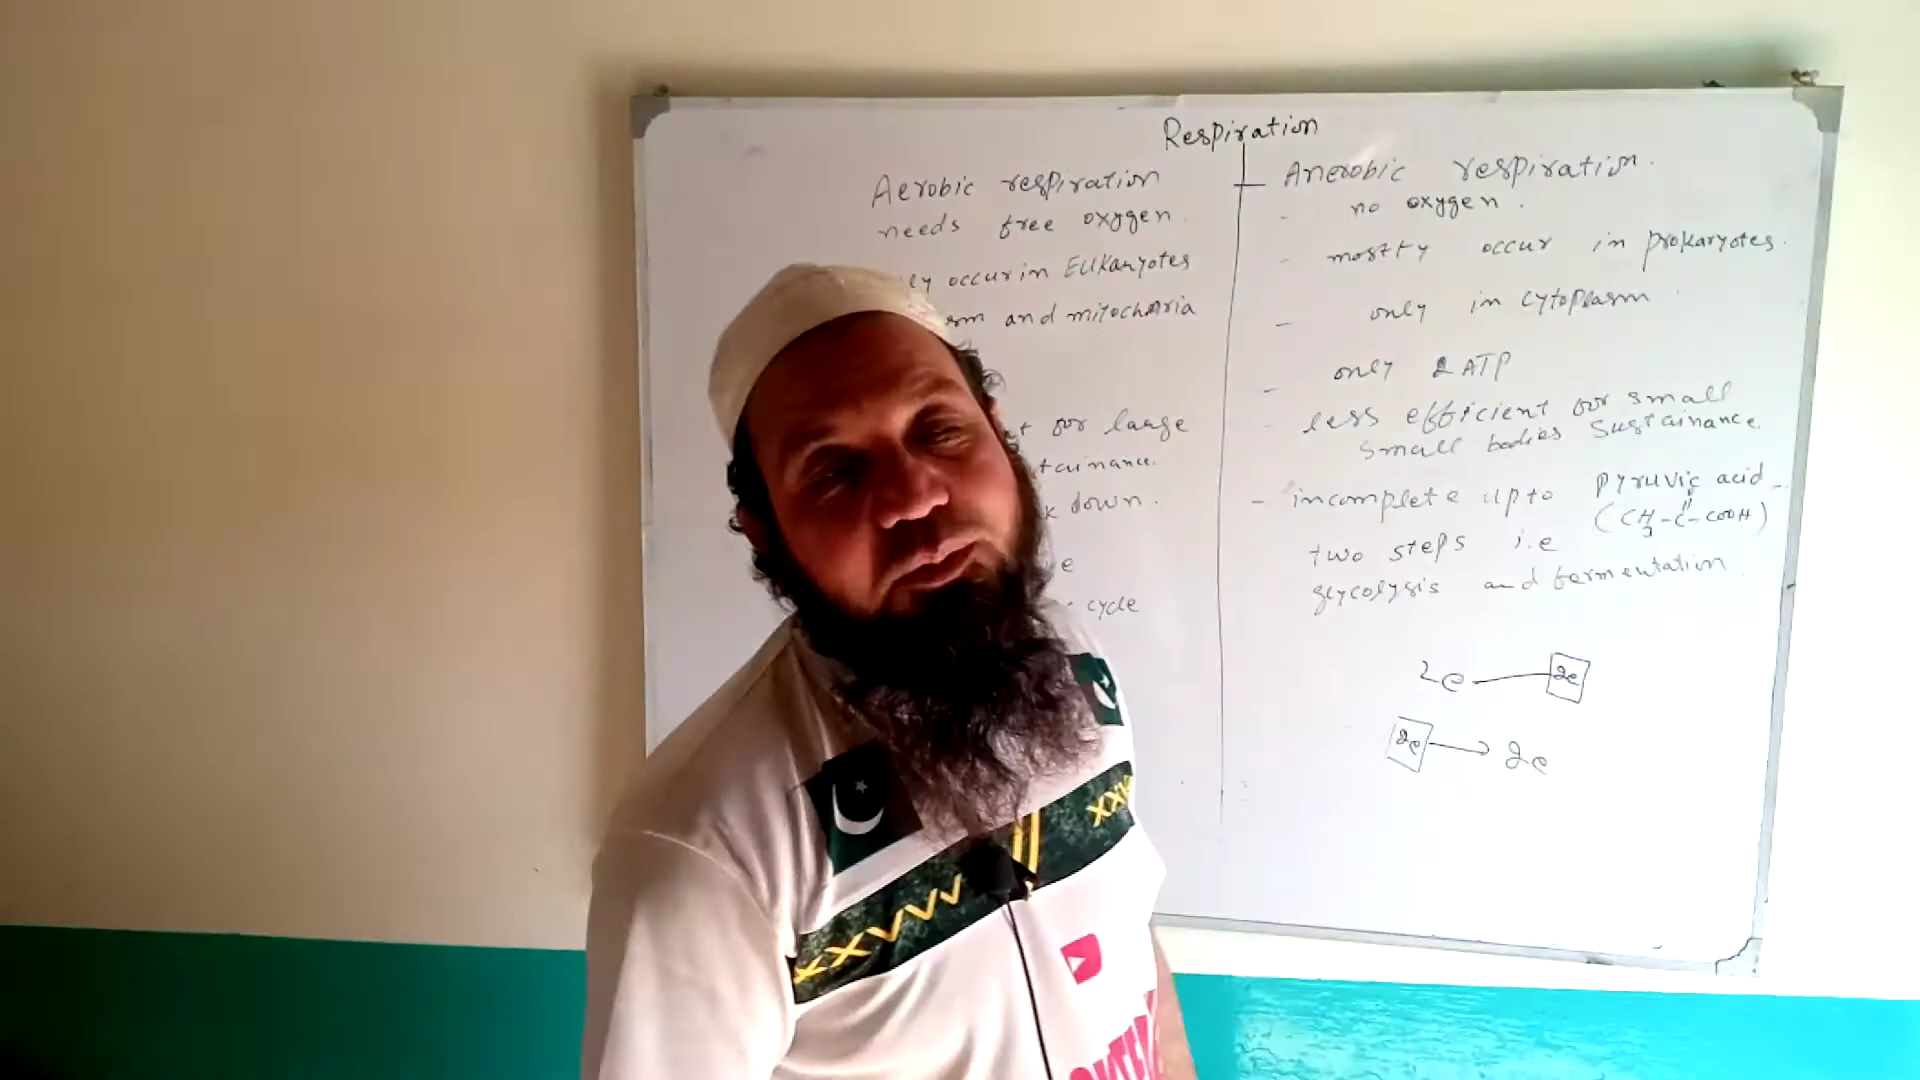 Respiration
Aerobic respiration
needs free oxygen
occur in Eukaryotes
and mitochoria
for large
tainance.
down.
cycle
Anerobic respiration.
- no oxygen.
- mostly occur in prokaryotes.
- only in cytoplasm
- only 2 ATP
- less efficient for small
small bodies sustainance.
- incomplete upto pyruvic acid
(CH3-C-COOH)
two steps i.e
glycolysis and fermentation
2e 2e
2e → 2e